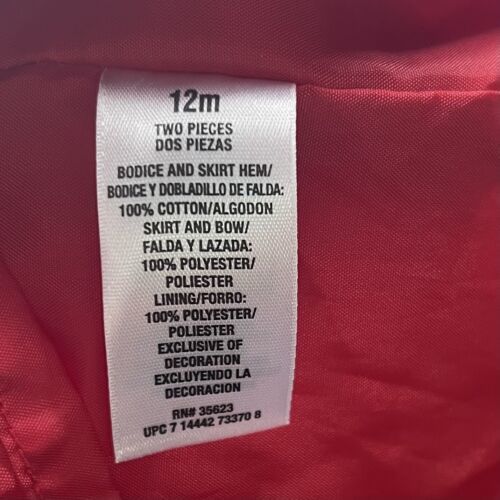 12m
TWO PIECES
DOS PIEZAS
BODICE AND SKIRT HEM/
BODICE Y DOBLADILLO DE FALDA:
100% COTTON/ALGODON
SKIRT AND BOW/
FALDA Y LAZADA:
100% POLYESTER/
POLIESTER
LINING/FORRO:
100% POLYESTER/
POLIESTER
EXCLUSIVE OF
DECORATION
EXCLUYENDO LA
DECORACION
RN# 35623
UPC 7 14442 73370 8